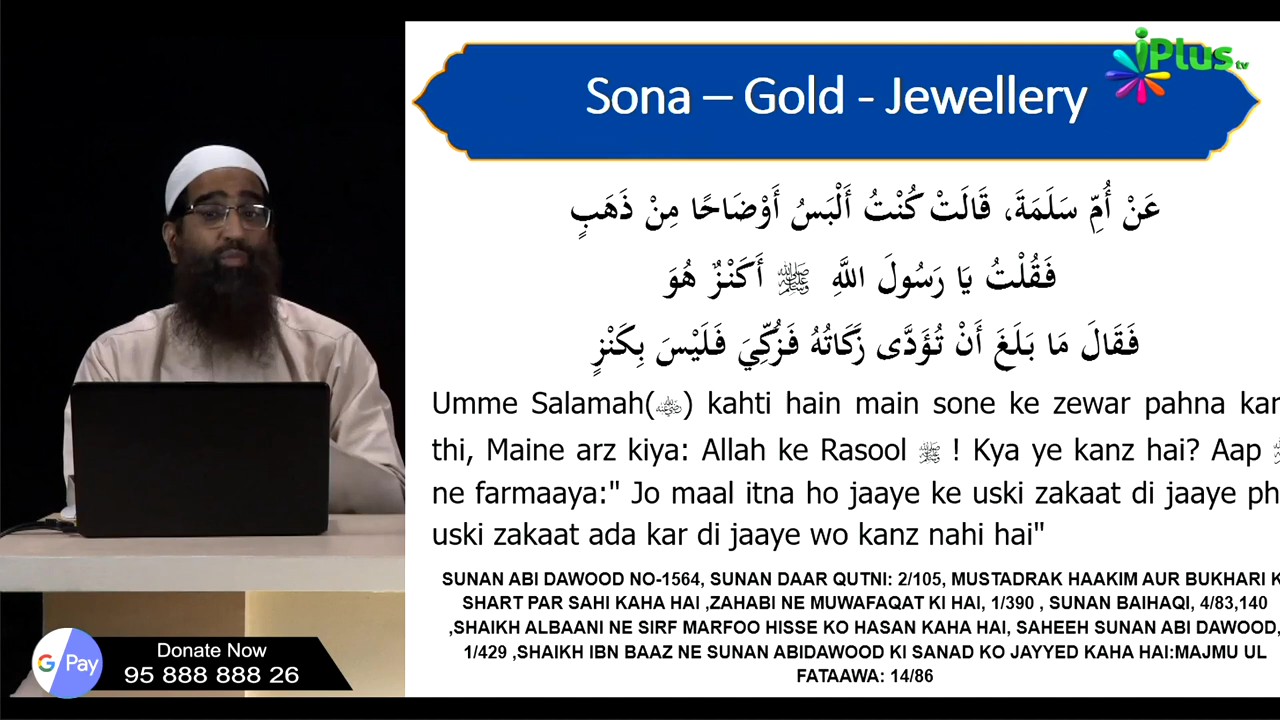 iPlus tv
Sona – Gold - Jewellery
عَنْ أُمِّ سَلَمَةَ، قَالَتْ كُنْتُ أَلْبَسُ أَوْضَاحًا مِنْ ذَهَبٍ
فَقُلْتُ يَا رَسُولَ اللَّهِ ﷺ أَكَنْزٌ هُوَ
فَقَالَ مَا بَلَغَ أَنْ تُؤَدَّى زَكَاتُهُ فَزُكِّيَ فَلَيْسَ بِكَنْزٍ
Umme Salamah() kahti hain main sone ke zewar pahna kar
thi, Maine arz kiya: Allah ke Rasool ﷺ ! Kya ye kanz hai? Aap
ne farmaaya:" Jo maal itna ho jaaye ke uski zakaat di jaaye ph
uski zakaat ada kar di jaaye wo kanz nahi hai"
SUNAN ABI DAWOOD NO-1564, SUNAN DAAR QUTNI: 2/105, MUSTADRAK HAAKIM AUR BUKHARI K
SHART PAR SAHI KAHA HAI ,ZAHABI NE MUWAFAQAT KI HAI, 1/390 , SUNAN BAIHAQI, 4/83,140
,SHAIKH ALBAANI NE SIRF MARFOO HISSE KO HASAN KAHA HAI, SAHEEH SUNAN ABI DAWOOD,
1/429 ,SHAIKH IBN BAAZ NE SUNAN ABIDAWOOD KI SANAD KO JAYYED KAHA HAI:MAJMU UL
FATAAWA: 14/86
G Pay
Donate Now
95 888 888 26